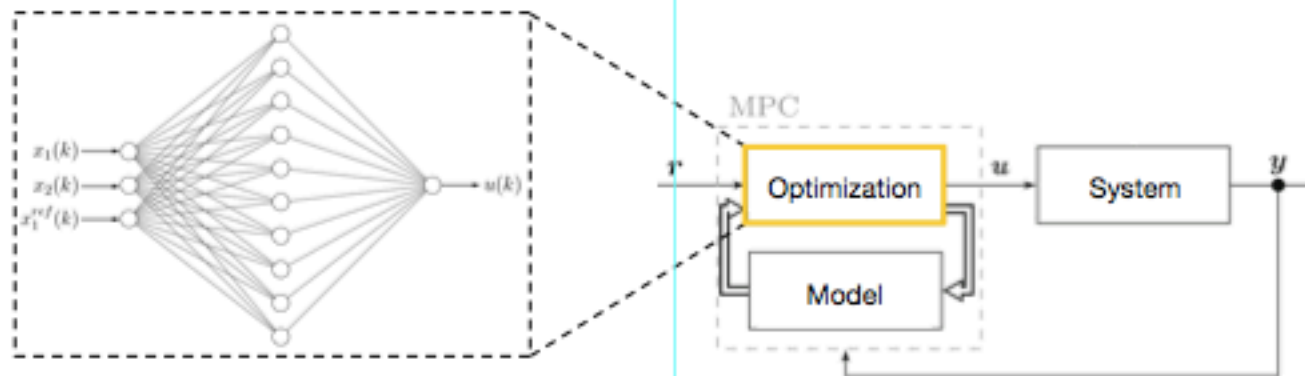 x₁(k)
x₂(k)
x₁ʳᵉᶠ(k)
u(k)
MPC
r
Optimization
u
System
y
Model